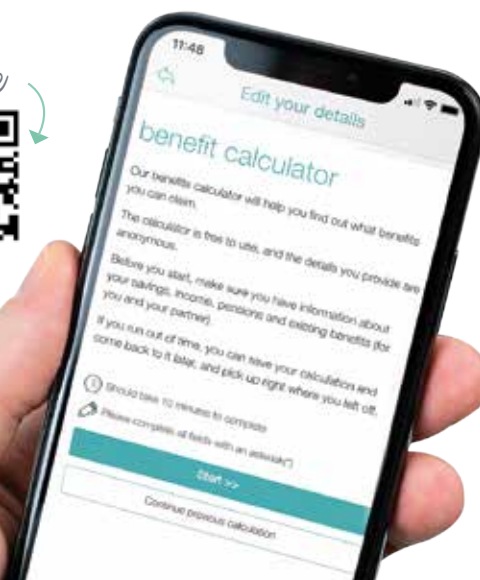 11:48
Edit your details
benefit calculator
Our benefits calculator will help you find out what benefits
you can claim.
The calculator is free to use, and the details you provide are
anonymous.
Before you start, make sure you have information about
your savings, income, pensions and existing benefits (for
you and your partner).
If you run out of time, you can save your calculation and
come back to it later, and pick up right where you left off.
Should take 10 minutes to complete
Please complete all fields with an asterisk(*)
Start >>
Continue previous calculation